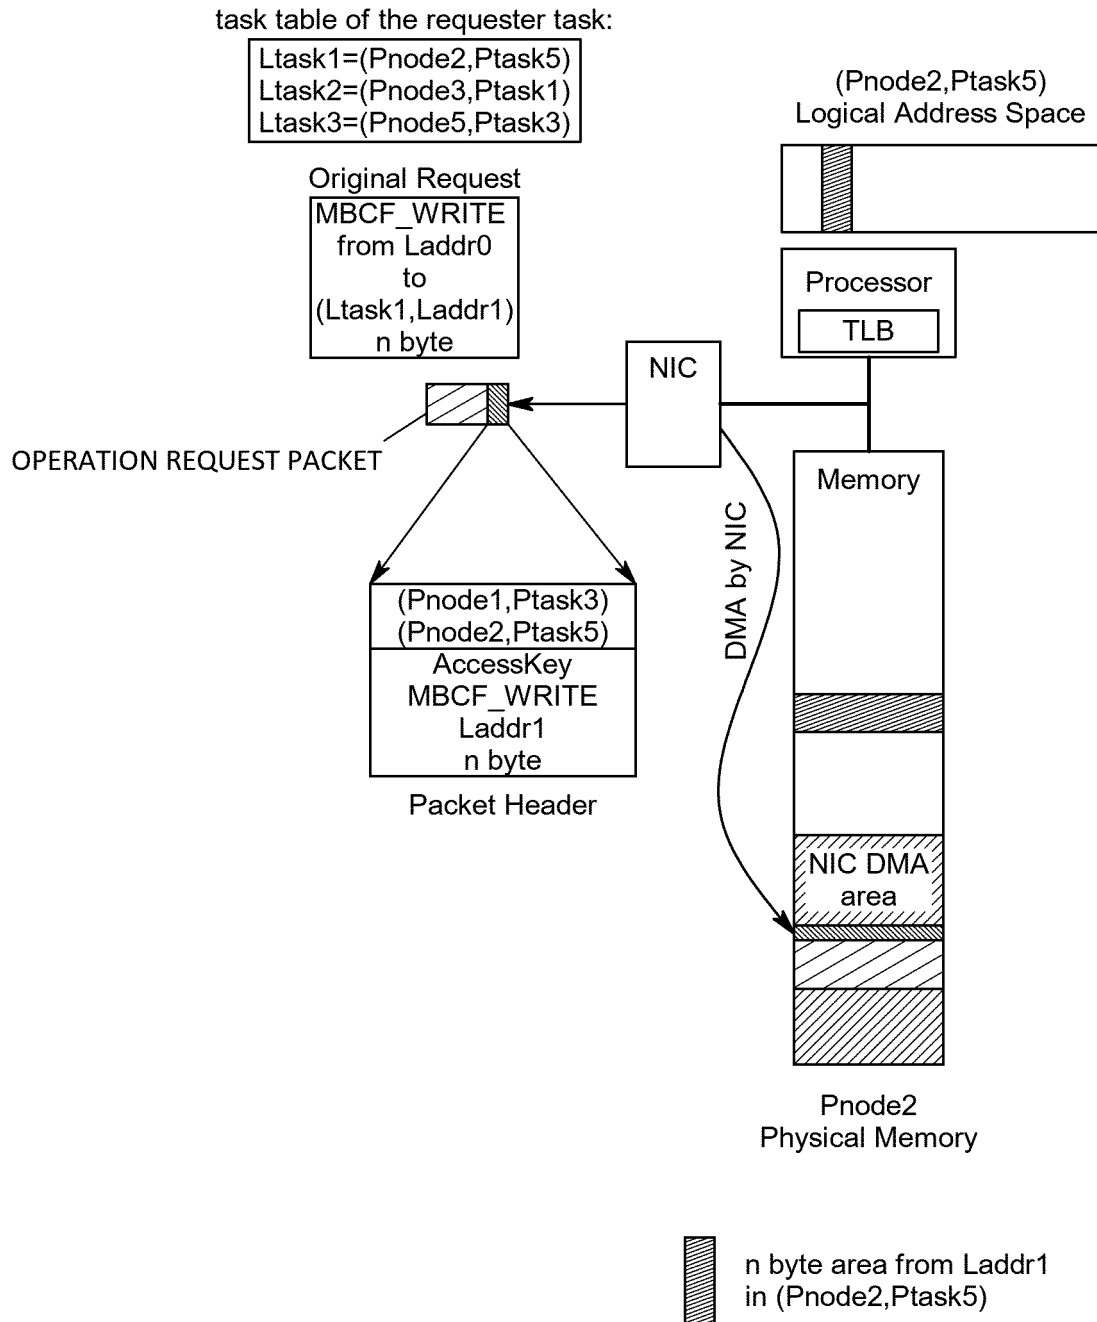 task table of the requester task:
Ltask1=(Pnode2,Ptask5)
Ltask2=(Pnode3,Ptask1)
Ltask3=(Pnode5,Ptask3)
(Pnode2,Ptask5)
Logical Address Space
Original Request
MBCF_WRITE
from Laddr0
to
(Ltask1,Laddr1)
n byte
Processor
TLB
NIC
OPERATION REQUEST PACKET
Memory
DMA by NIC
(Pnode1,Ptask3)
(Pnode2,Ptask5)
AccessKey
MBCF_WRITE
Laddr1
n byte
Packet Header
NIC DMA
area
Pnode2
Physical Memory
n byte area from Laddr1
in (Pnode2,Ptask5)